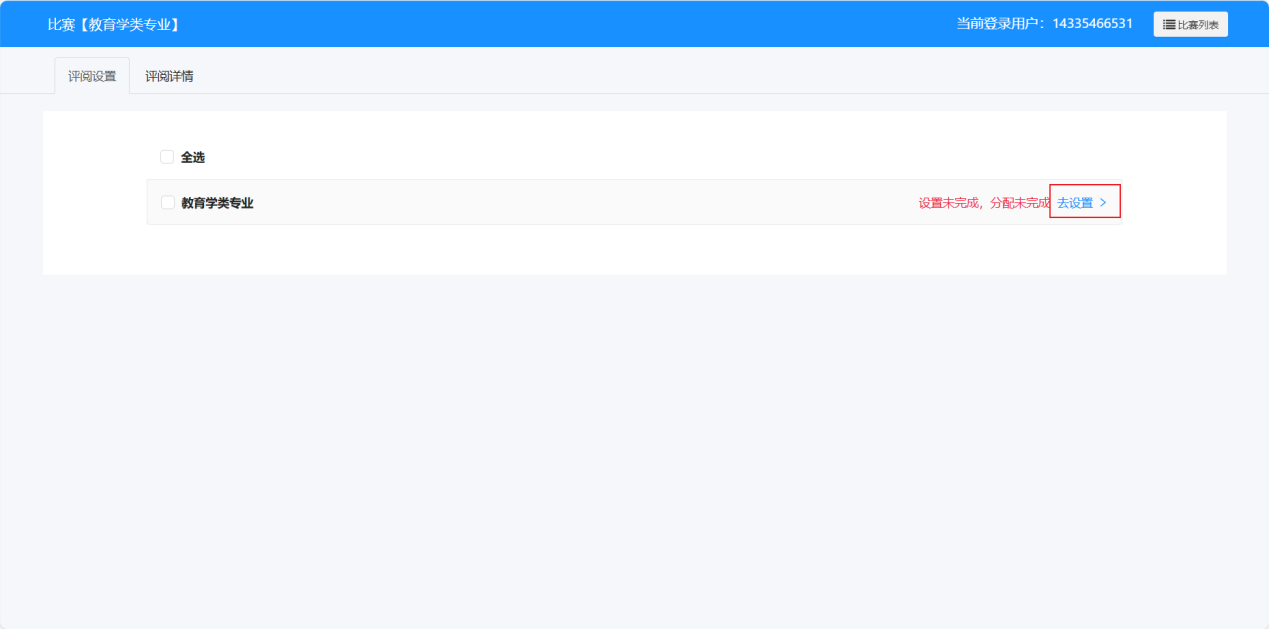 比赛【教育学类专业】
当前登录用户：14335466531
比赛列表
评阅设置
评阅详情
全选
教育学类专业
设置未完成，分配未完成
去设置 >